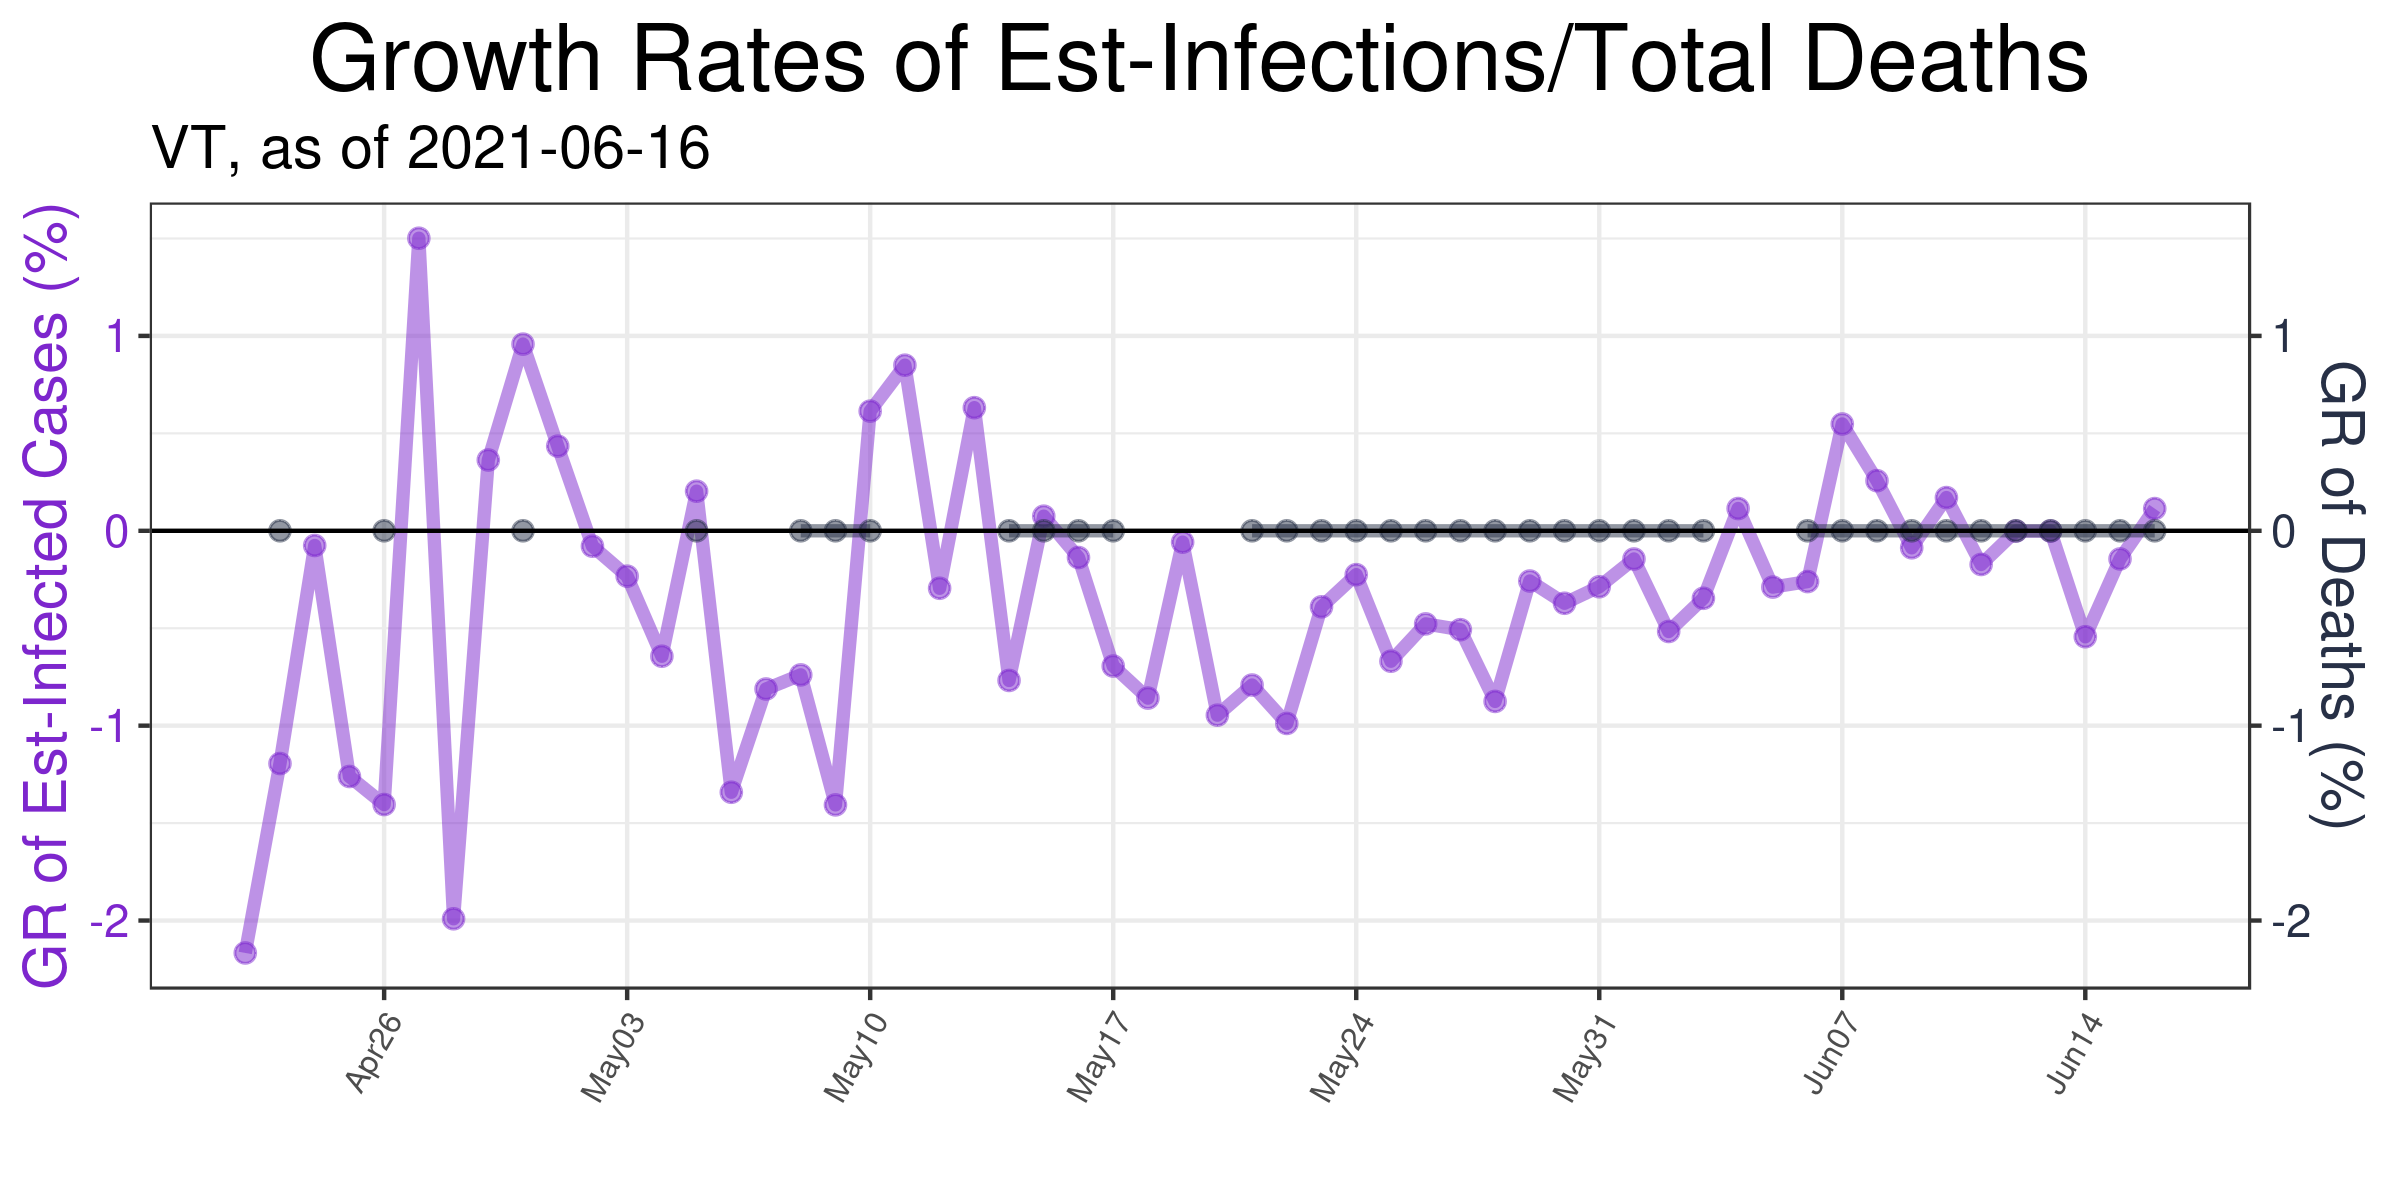 Growth Rates of Est-Infections/Total Deaths
VT, as of 2021-06-16
GR of Est-Infected Cases (%)
1
0
-1
-2
1
0
-1
-2
GR of Deaths (%)
Apr26
May03
May10
May17
May24
May31
Jun07
Jun14